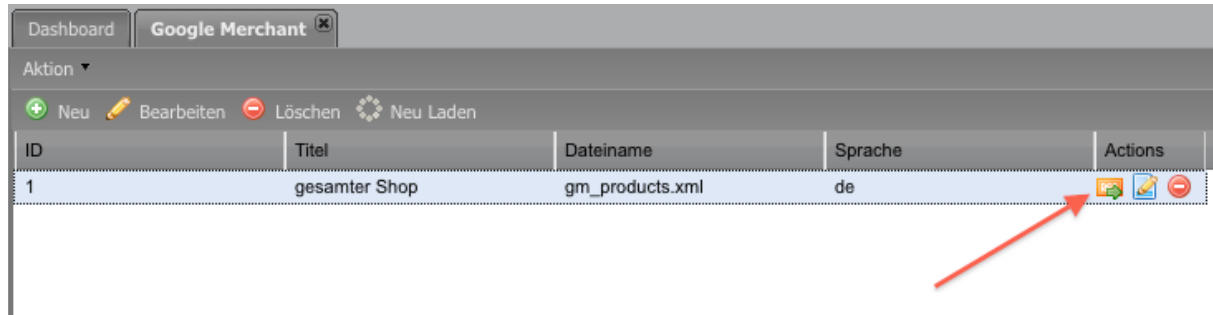 Dashboard Google Merchant
Aktion
Neu Bearbeiten Löschen Neu Laden
ID Titel Dateiname Sprache Actions
1 gesamter Shop gm_products.xml de